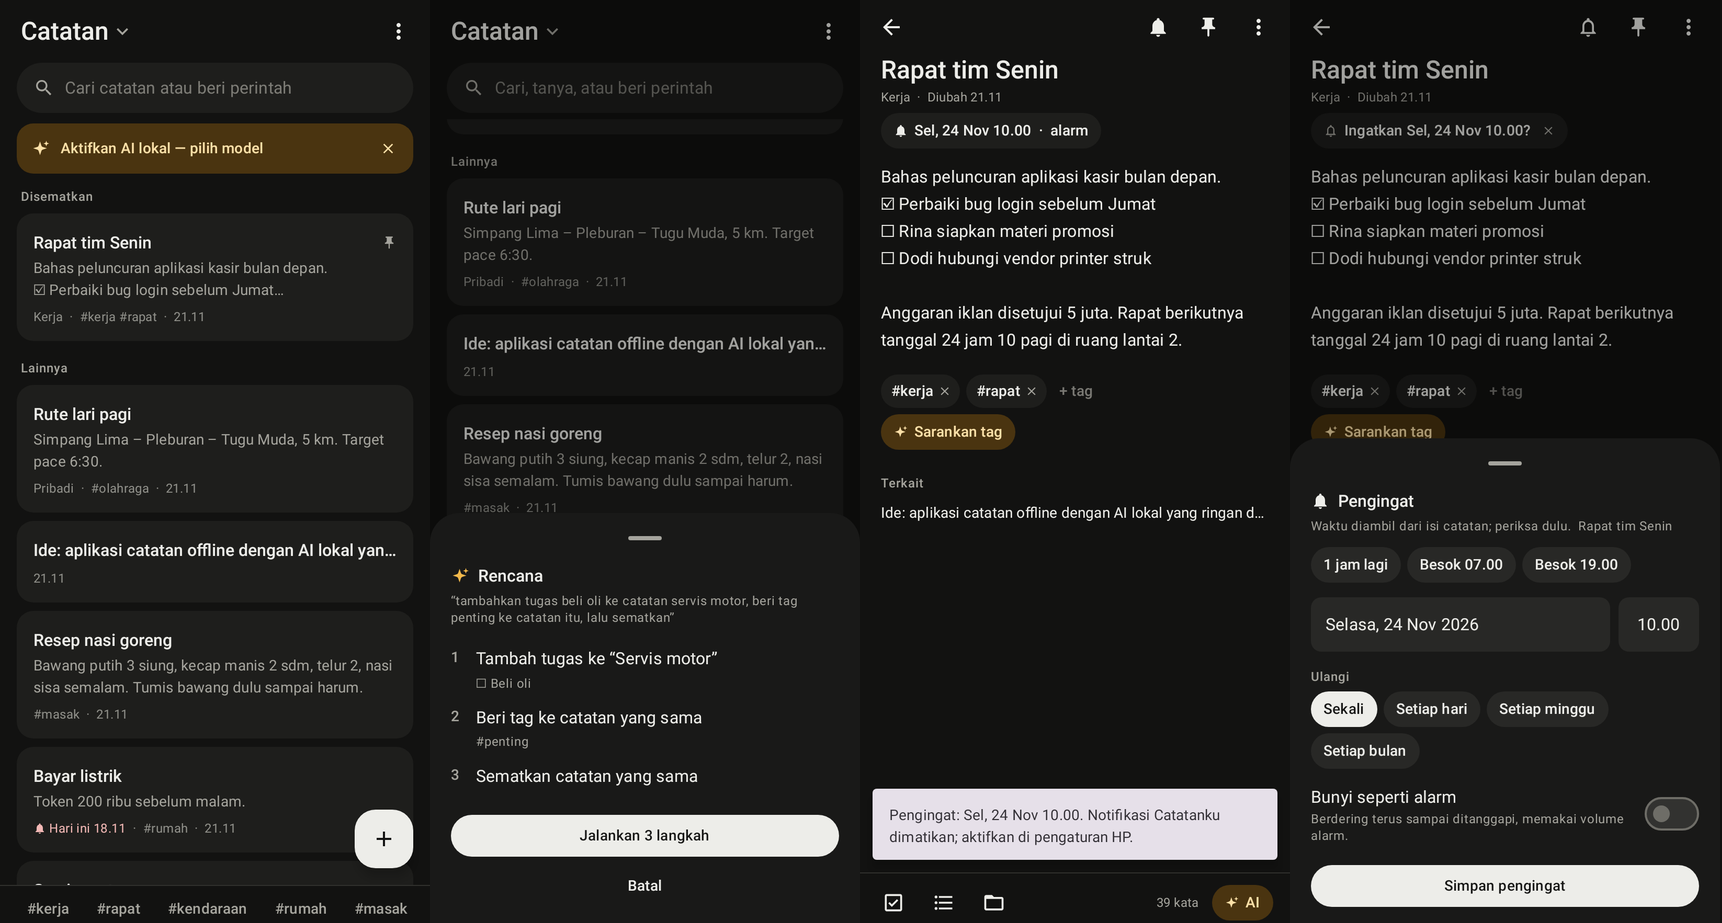 Catatan
Cari catatan atau beri perintah
Aktifkan AI lokal — pilih model
Disematkan
Rapat tim Senin
Bahas peluncuran aplikasi kasir bulan depan.
☑ Perbaiki bug login sebelum Jumat...
Kerja · #kerja #rapat · 21.11
Lainnya
Rute lari pagi
Simpang Lima – Pleburan – Tugu Muda, 5 km. Target
pace 6:30.
Pribadi · #olahraga · 21.11
Ide: aplikasi catatan offline dengan AI lokal yan...
21.11
Resep nasi goreng
Bawang putih 3 siung, kecap manis 2 sdm, telur 2, nasi
sisa semalam. Tumis bawang dulu sampai harum.
#masak · 21.11
Bayar listrik
Token 200 ribu sebelum malam.
Hari ini 18.11 · #rumah · 21.11
#kerja #rapat #kendaraan #rumah #masak
Catatan
Cari, tanya, atau beri perintah
Lainnya
Rute lari pagi
Simpang Lima – Pleburan – Tugu Muda, 5 km. Target
pace 6:30.
Pribadi · #olahraga · 21.11
Ide: aplikasi catatan offline dengan AI lokal yan...
21.11
Resep nasi goreng
Bawang putih 3 siung, kecap manis 2 sdm, telur 2, nasi
sisa semalam. Tumis bawang dulu sampai harum.
#masak · 21.11
Rencana
“tambahkan tugas beli oli ke catatan servis motor, beri tag
penting ke catatan itu, lalu sematkan”
1 Tambah tugas ke “Servis motor”
☐ Beli oli
2 Beri tag ke catatan yang sama
#penting
3 Sematkan catatan yang sama
Jalankan 3 langkah
Batal
Rapat tim Senin
Kerja · Diubah 21.11
Sel, 24 Nov 10.00 · alarm
Bahas peluncuran aplikasi kasir bulan depan.
☑ Perbaiki bug login sebelum Jumat
☐ Rina siapkan materi promosi
☐ Dodi hubungi vendor printer struk
Anggaran iklan disetujui 5 juta. Rapat berikutnya
tanggal 24 jam 10 pagi di ruang lantai 2.
#kerja × #rapat × + tag
Sarankan tag
Terkait
Ide: aplikasi catatan offline dengan AI lokal yang ringan d...
Pengingat: Sel, 24 Nov 10.00. Notifikasi Catatanku
dimatikan; aktifkan di pengaturan HP.
39 kata AI
Rapat tim Senin
Kerja · Diubah 21.11
Ingatkan Sel, 24 Nov 10.00? ×
Bahas peluncuran aplikasi kasir bulan depan.
☑ Perbaiki bug login sebelum Jumat
☐ Rina siapkan materi promosi
☐ Dodi hubungi vendor printer struk
Anggaran iklan disetujui 5 juta. Rapat berikutnya
tanggal 24 jam 10 pagi di ruang lantai 2.
#kerja × #rapat × + tag
Sarankan tag
Pengingat
Waktu diambil dari isi catatan; periksa dulu. Rapat tim Senin
1 jam lagi Besok 07.00 Besok 19.00
Selasa, 24 Nov 2026 10.00
Ulangi
Sekali Setiap hari Setiap minggu
Setiap bulan
Bunyi seperti alarm
Berdering terus sampai ditanggapi, memakai volume
alarm.
Simpan pengingat